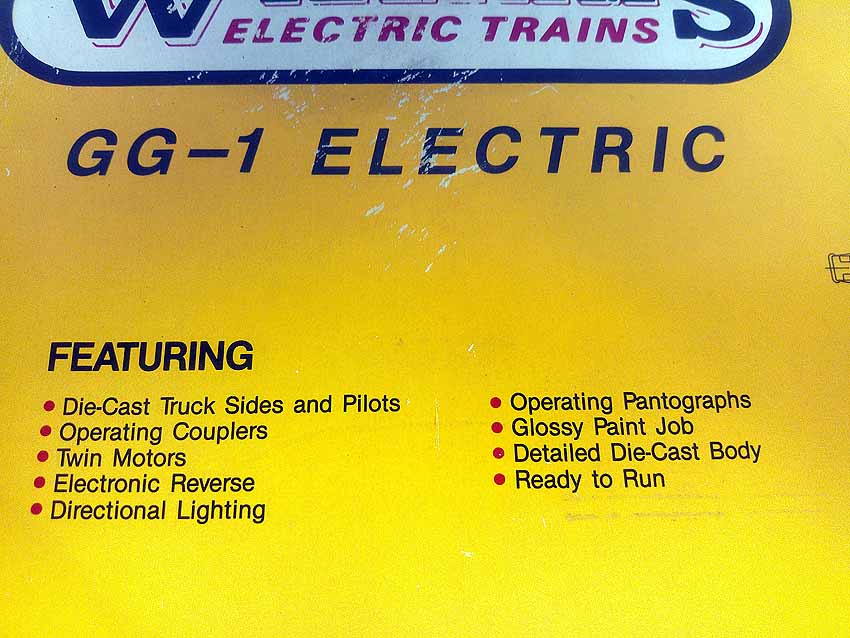 ELECTRIC TRAINS
GG-1 ELECTRIC
FEATURING
Die-Cast Truck Sides and Pilots
Operating Couplers
Twin Motors
Electronic Reverse
Directional Lighting
Operating Pantographs
Glossy Paint Job
Detailed Die-Cast Body
Ready to Run